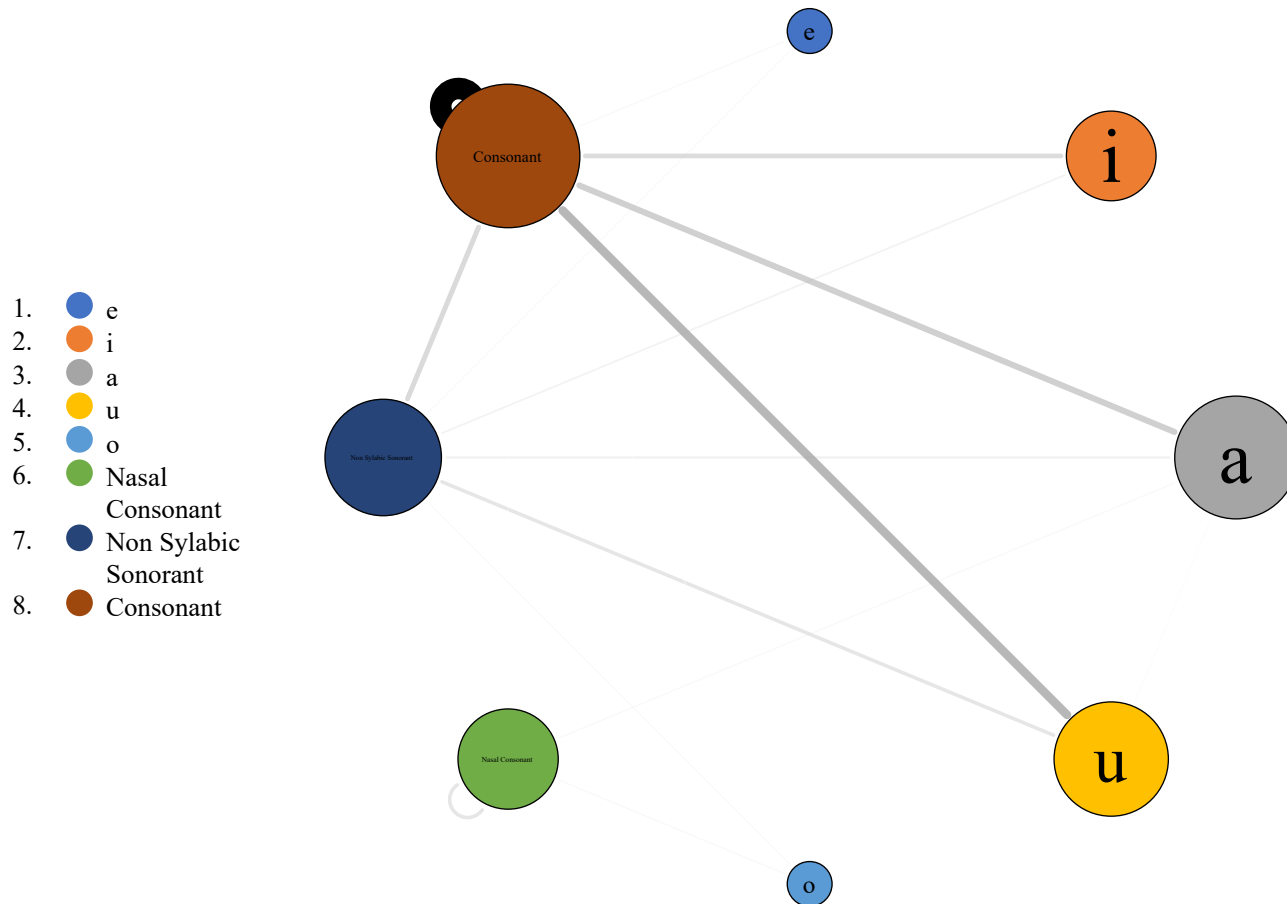 e
Consonant
i
1. e
2. i
3. a
4. u
5. o
6. Nasal
Consonant
7. Non Sylabic
Sonorant
8. Consonant
Non Sylabic Sonorant
a
Nasal Consonant
u
o